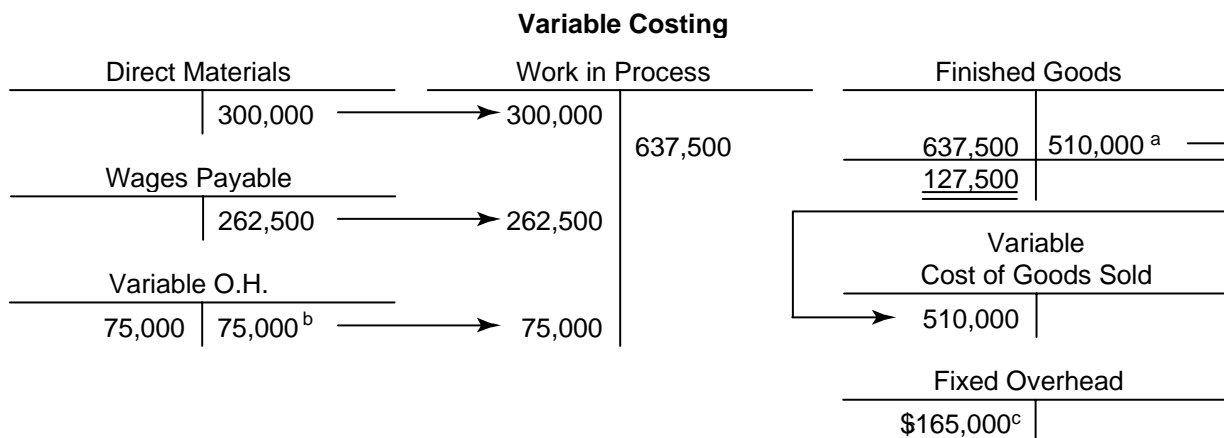 Variable Costing
Direct Materials Work in Process Finished Goods
300,000 300,000
637,500 637,500 510,000 a
Wages Payable 127,500
262,500 262,500
Variable
Cost of Goods Sold
Variable O.H.
75,000 75,000 b 75,000 510,000
Fixed Overhead
$165,000c